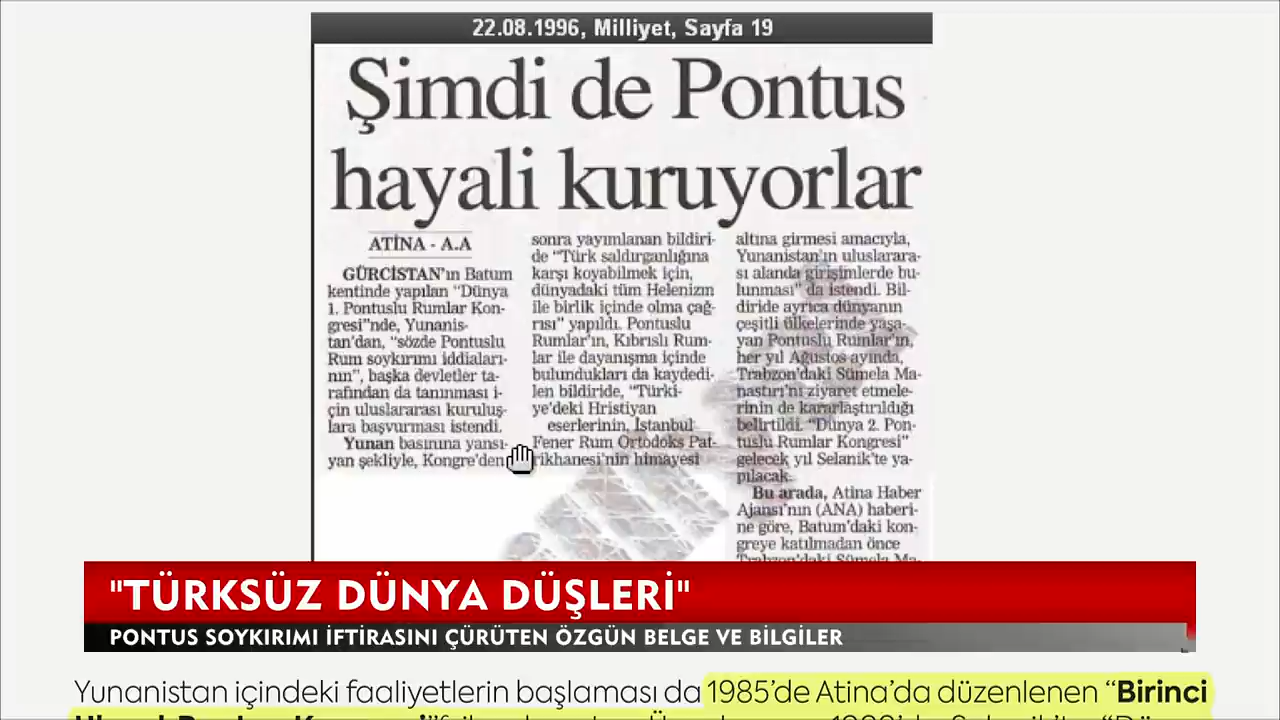 22.08.1996, Milliyet, Sayfa 19
Şimdi de Pontus
hayali kuruyorlar
ATİNA - A.A
GÜRCİSTAN'ın Batum
kentinde yapılan "Dünya
1. Pontuslu Rumlar Kon-
gresi"nde, Yunanis-
tan'dan, "sözde Pontuslu
Rum soykırımı iddiaları-
nın", başka devletler ta-
rafından da tanınması i-
çin uluslararası kuruluş-
lara başvurması istendi.
Yunan basınına yansı-
yan şekliyle, Kongre'den
sonra yayımlanan bildiri-
de "Türk saldırganlığına
karşı koyabilmek için,
dünyadaki tüm Helenizm
ile birlik içinde olma çağ-
rısı" yapıldı. Pontuslu
Rumlar'ın, Kıbrıslı Rum-
lar ile dayanışma içinde
bulundukları da kaydedi-
len bildiride, "Türki-
ye'deki Hristiyan
eserlerinin, İstanbul
Fener Rum Ortodoks Pat-
rikhanesi'nin himayesi
altına girmesi amacıyla,
Yunanistan'ın uluslarara-
sı alanda girişimlerde bu-
lunması" da istendi. Bil-
diride ayrıca dünyanın
çeşitli ülkelerinde yaşa-
yan Pontuslu Rumlar'ın,
her yıl Ağustos ayında,
Trabzon'daki Sümela Ma-
nastırı'nı ziyaret etmele-
rinin de kararlaştırıldığı
belirtildi. "Dünya 2. Pon-
tuslu Rumlar Kongresi"
gelecek yıl Selanik'te ya-
pılacak.
Bu arada, Atina Haber
Ajansı'nın (ANA) haberi-
ne göre, Batum'daki kon-
greye katılmadan önce
Trabzon'daki Sümela Ma-
"TÜRKSÜZ DÜNYA DÜŞLERİ"
PONTUS SOYKIRIMI İFTİRASINI ÇÜRÜTEN ÖZGÜN BELGE VE BİLGİLER
Yunanistan içindeki faaliyetlerin başlaması da 1985'de Atina'da düzenlenen "Birinci